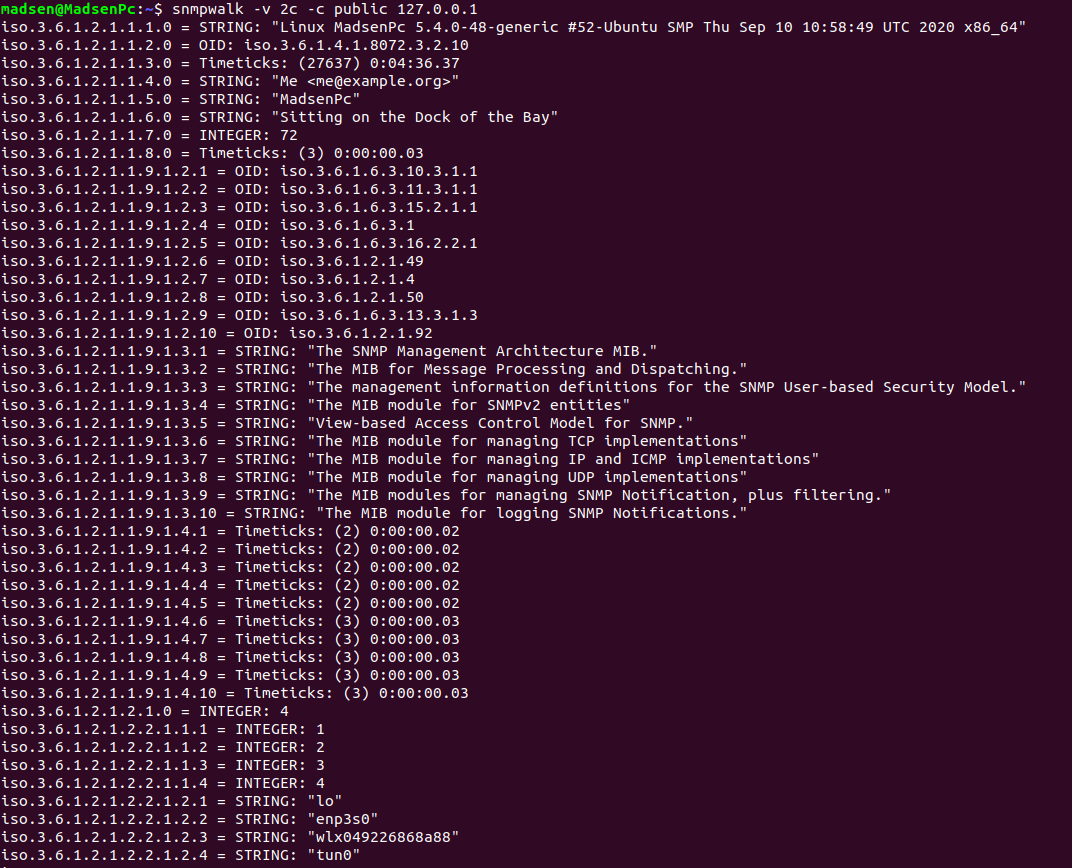 madsen@MadsenPc:~$ snmpwalk -v 2c -c public 127.0.0.1
iso.3.6.1.2.1.1.1.0 = STRING: "Linux MadsenPc 5.4.0-48-generic #52-Ubuntu SMP Thu Sep 10 10:58:49 UTC 2020 x86_64"
iso.3.6.1.2.1.1.2.0 = OID: iso.3.6.1.4.1.8072.3.2.10
iso.3.6.1.2.1.1.3.0 = Timeticks: (27637) 0:04:36.37
iso.3.6.1.2.1.1.4.0 = STRING: "Me <me@example.org>"
iso.3.6.1.2.1.1.5.0 = STRING: "MadsenPc"
iso.3.6.1.2.1.1.6.0 = STRING: "Sitting on the Dock of the Bay"
iso.3.6.1.2.1.1.7.0 = INTEGER: 72
iso.3.6.1.2.1.1.8.0 = Timeticks: (3) 0:00:00.03
iso.3.6.1.2.1.1.9.1.2.1 = OID: iso.3.6.1.6.3.10.3.1.1
iso.3.6.1.2.1.1.9.1.2.2 = OID: iso.3.6.1.6.3.11.3.1.1
iso.3.6.1.2.1.1.9.1.2.3 = OID: iso.3.6.1.6.3.15.2.1.1
iso.3.6.1.2.1.1.9.1.2.4 = OID: iso.3.6.1.6.3.1
iso.3.6.1.2.1.1.9.1.2.5 = OID: iso.3.6.1.6.3.16.2.2.1
iso.3.6.1.2.1.1.9.1.2.6 = OID: iso.3.6.1.2.1.49
iso.3.6.1.2.1.1.9.1.2.7 = OID: iso.3.6.1.2.1.4
iso.3.6.1.2.1.1.9.1.2.8 = OID: iso.3.6.1.2.1.50
iso.3.6.1.2.1.1.9.1.2.9 = OID: iso.3.6.1.6.3.13.3.1.3
iso.3.6.1.2.1.1.9.1.2.10 = OID: iso.3.6.1.2.1.92
iso.3.6.1.2.1.1.9.1.3.1 = STRING: "The SNMP Management Architecture MIB."
iso.3.6.1.2.1.1.9.1.3.2 = STRING: "The MIB for Message Processing and Dispatching."
iso.3.6.1.2.1.1.9.1.3.3 = STRING: "The management information definitions for the SNMP User-based Security Model."
iso.3.6.1.2.1.1.9.1.3.4 = STRING: "The MIB module for SNMPv2 entities"
iso.3.6.1.2.1.1.9.1.3.5 = STRING: "View-based Access Control Model for SNMP."
iso.3.6.1.2.1.1.9.1.3.6 = STRING: "The MIB module for managing TCP implementations"
iso.3.6.1.2.1.1.9.1.3.7 = STRING: "The MIB module for managing IP and ICMP implementations"
iso.3.6.1.2.1.1.9.1.3.8 = STRING: "The MIB module for managing UDP implementations"
iso.3.6.1.2.1.1.9.1.3.9 = STRING: "The MIB modules for managing SNMP Notification, plus filtering."
iso.3.6.1.2.1.1.9.1.3.10 = STRING: "The MIB module for logging SNMP Notifications."
iso.3.6.1.2.1.1.9.1.4.1 = Timeticks: (2) 0:00:00.02
iso.3.6.1.2.1.1.9.1.4.2 = Timeticks: (2) 0:00:00.02
iso.3.6.1.2.1.1.9.1.4.3 = Timeticks: (2) 0:00:00.02
iso.3.6.1.2.1.1.9.1.4.4 = Timeticks: (2) 0:00:00.02
iso.3.6.1.2.1.1.9.1.4.5 = Timeticks: (2) 0:00:00.02
iso.3.6.1.2.1.1.9.1.4.6 = Timeticks: (3) 0:00:00.03
iso.3.6.1.2.1.1.9.1.4.7 = Timeticks: (3) 0:00:00.03
iso.3.6.1.2.1.1.9.1.4.8 = Timeticks: (3) 0:00:00.03
iso.3.6.1.2.1.1.9.1.4.9 = Timeticks: (3) 0:00:00.03
iso.3.6.1.2.1.1.9.1.4.10 = Timeticks: (3) 0:00:00.03
iso.3.6.1.2.1.2.1.0 = INTEGER: 4
iso.3.6.1.2.1.2.2.1.1.1 = INTEGER: 1
iso.3.6.1.2.1.2.2.1.1.2 = INTEGER: 2
iso.3.6.1.2.1.2.2.1.1.3 = INTEGER: 3
iso.3.6.1.2.1.2.2.1.1.4 = INTEGER: 4
iso.3.6.1.2.1.2.2.1.2.1 = STRING: "lo"
iso.3.6.1.2.1.2.2.1.2.2 = STRING: "enp3s0"
iso.3.6.1.2.1.2.2.1.2.3 = STRING: "wlx049226868a88"
iso.3.6.1.2.1.2.2.1.2.4 = STRING: "tun0"